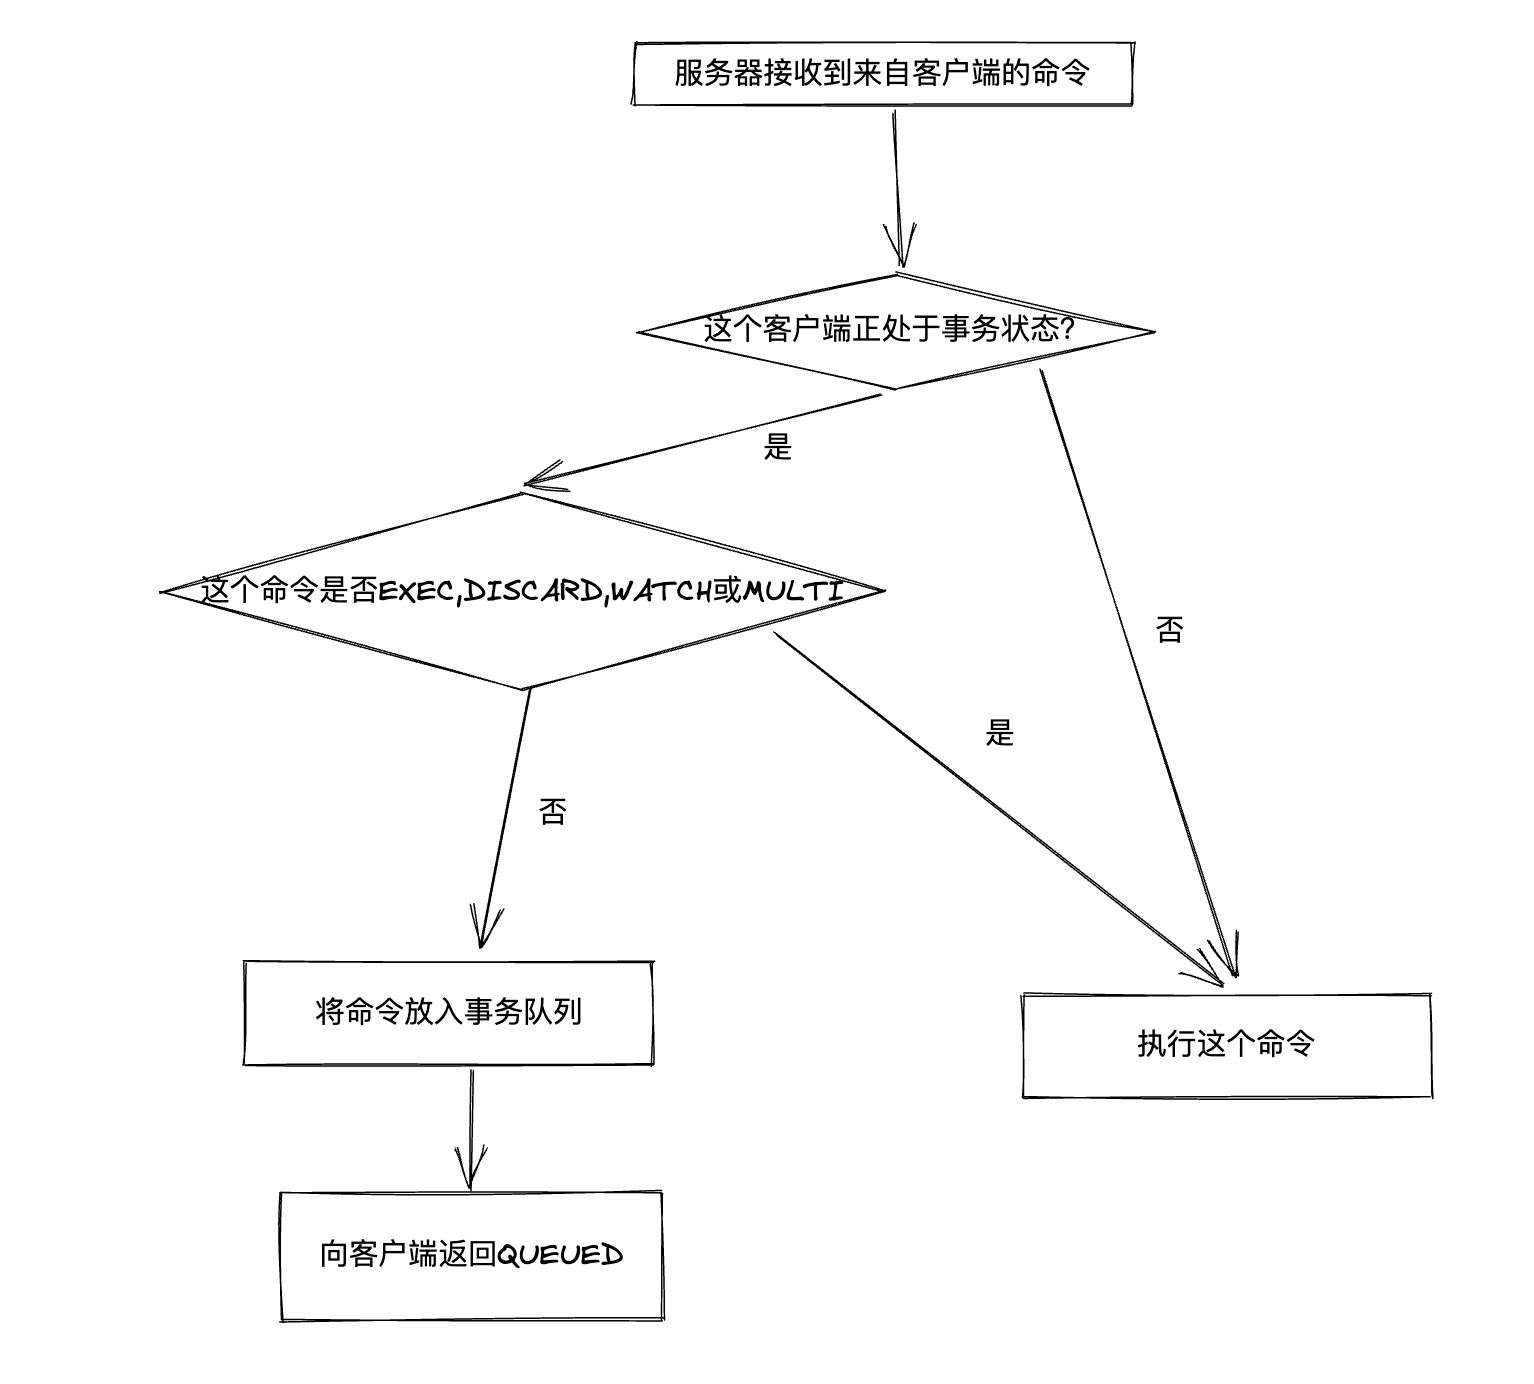 服务器接收到来自客户端的命令
这个客户端正处于事务状态?
是
这个命令是否EXEC,DISCARD,WATCH或MULTI
否
是
否
将命令放入事务队列
执行这个命令
向客户端返回QUEUED